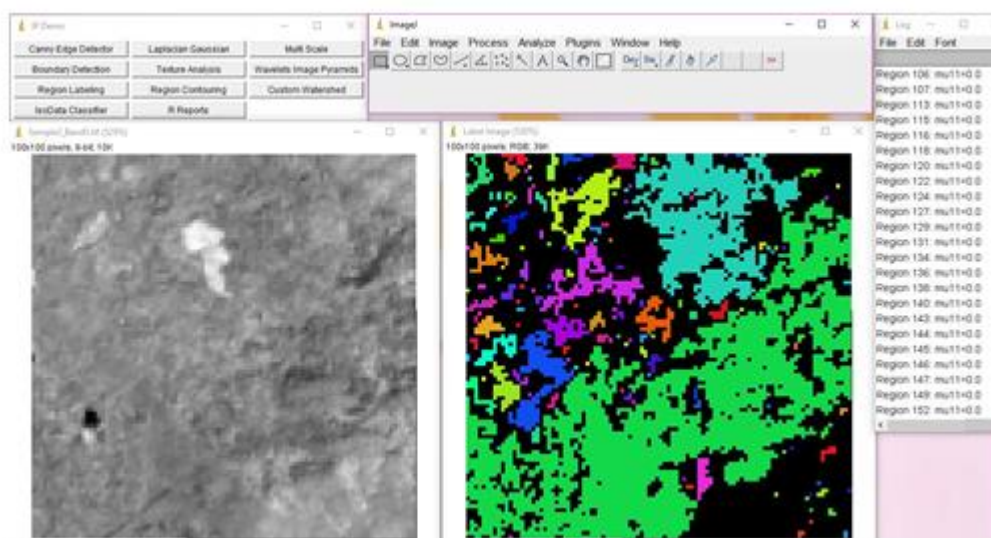 IP Demo
Canny Edge Detector Laplacian Gaussian Multi Scale
Boundary Detection Texture Analysis Wavelets Image Pyramids
Region Labeling Region Contouring Custom Watershed
IsoData Classifier R Reports
ImageJ
File Edit Image Process Analyze Plugins Window Help
Dev Stk >>
Log
File Edit Font
Region 106: mu11=0.0
Region 107: mu11=0.0
Region 113: mu11=0.0
Region 115: mu11=0.0
Region 116: mu11=0.0
Region 118: mu11=0.0
Region 120: mu11=0.0
Region 122: mu11=0.0
Region 124: mu11=0.0
Region 127: mu11=0.0
Region 129: mu11=0.0
Region 131: mu11=0.0
Region 134: mu11=0.0
Region 136: mu11=0.0
Region 138: mu11=0.0
Region 140: mu11=0.0
Region 143: mu11=0.0
Region 144: mu11=0.0
Region 145: mu11=0.0
Region 146: mu11=0.0
Region 147: mu11=0.0
Region 149: mu11=0.0
Region 152: mu11=0.0
100x100 pixels; 8-bit; 10K
Label Image
100x100 pixels; RGB; 39K